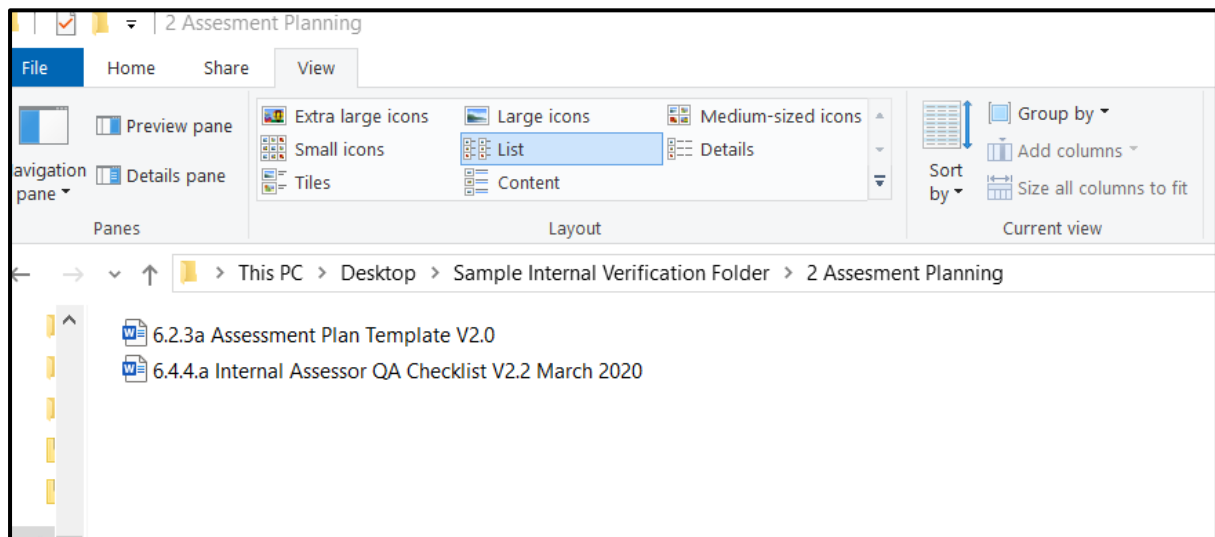 2 Assesment Planning
File Home Share View
Preview pane Extra large icons Large icons Medium-sized icons Group by
Small icons List Details Add columns
avigation pane Details pane Tiles Content Sort by Size all columns to fit
Panes Layout Current view
This PC > Desktop > Sample Internal Verification Folder > 2 Assesment Planning
6.2.3a Assessment Plan Template V2.0
6.4.4.a Internal Assessor QA Checklist V2.2 March 2020